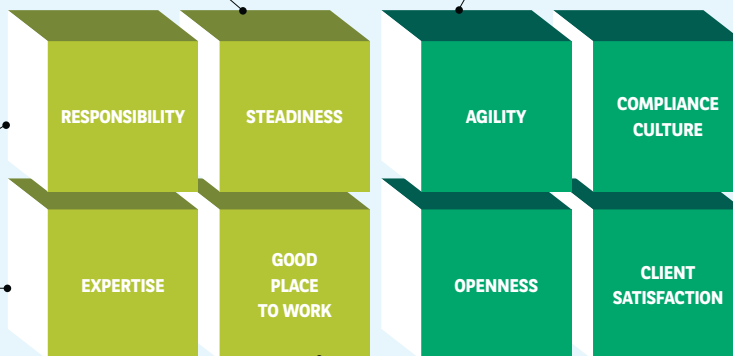 RESPONSIBILITY
STEADINESS
AGILITY
COMPLIANCE
CULTURE
EXPERTISE
GOOD
PLACE
TO WORK
OPENNESS
CLIENT
SATISFACTION